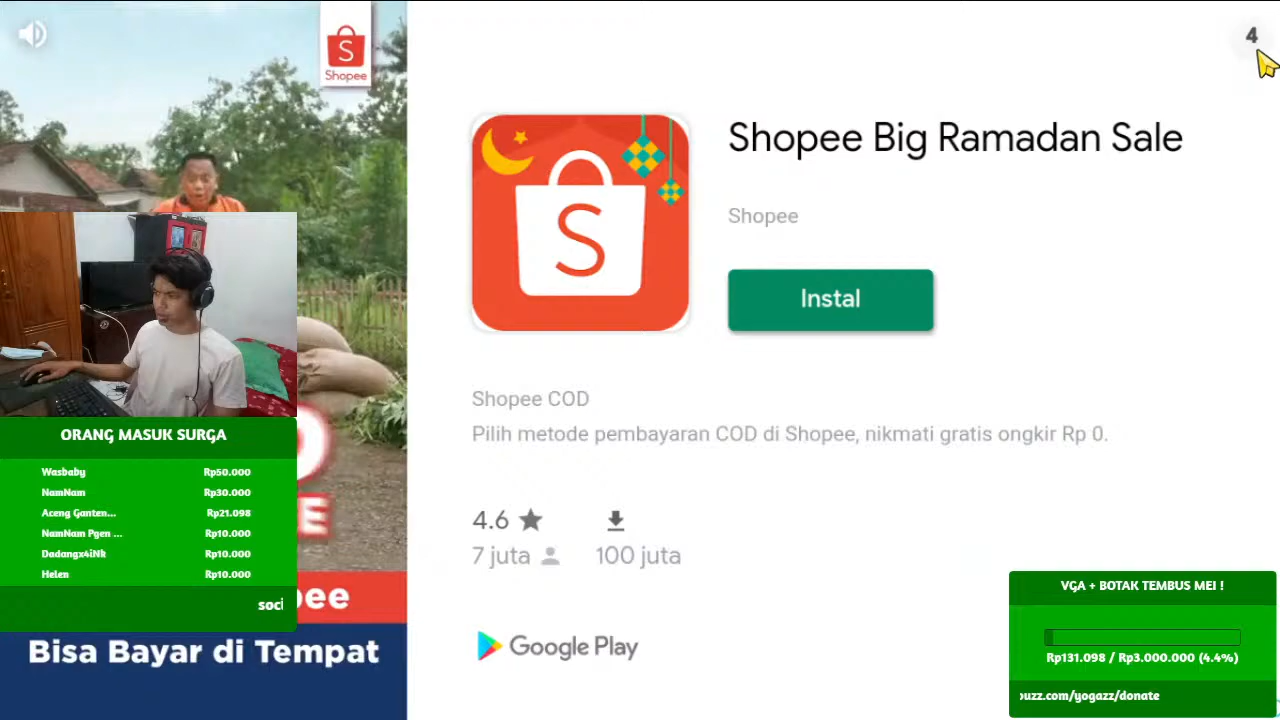 S
Shopee
4
S
Shopee Big Ramadan Sale
Shopee
Instal
Shopee COD
Pilih metode pembayaran COD di Shopee, nikmati gratis ongkir Rp 0.
4.6
7 juta
100 juta
Google Play
ORANG MASUK SURGA
Wasbaby Rp50.000
NamNam Rp30.000
Aceng Ganten... Rp21.098
NamNam Pgen ... Rp10.000
Dadangx4iNk Rp10.000
Helen Rp10.000
soci
pee
Bisa Bayar di Tempat
VGA + BOTAK TEMBUS MEI !
Rp131.098 / Rp3.000.000 (4.4%)
ouzz.com/yogazz/donate